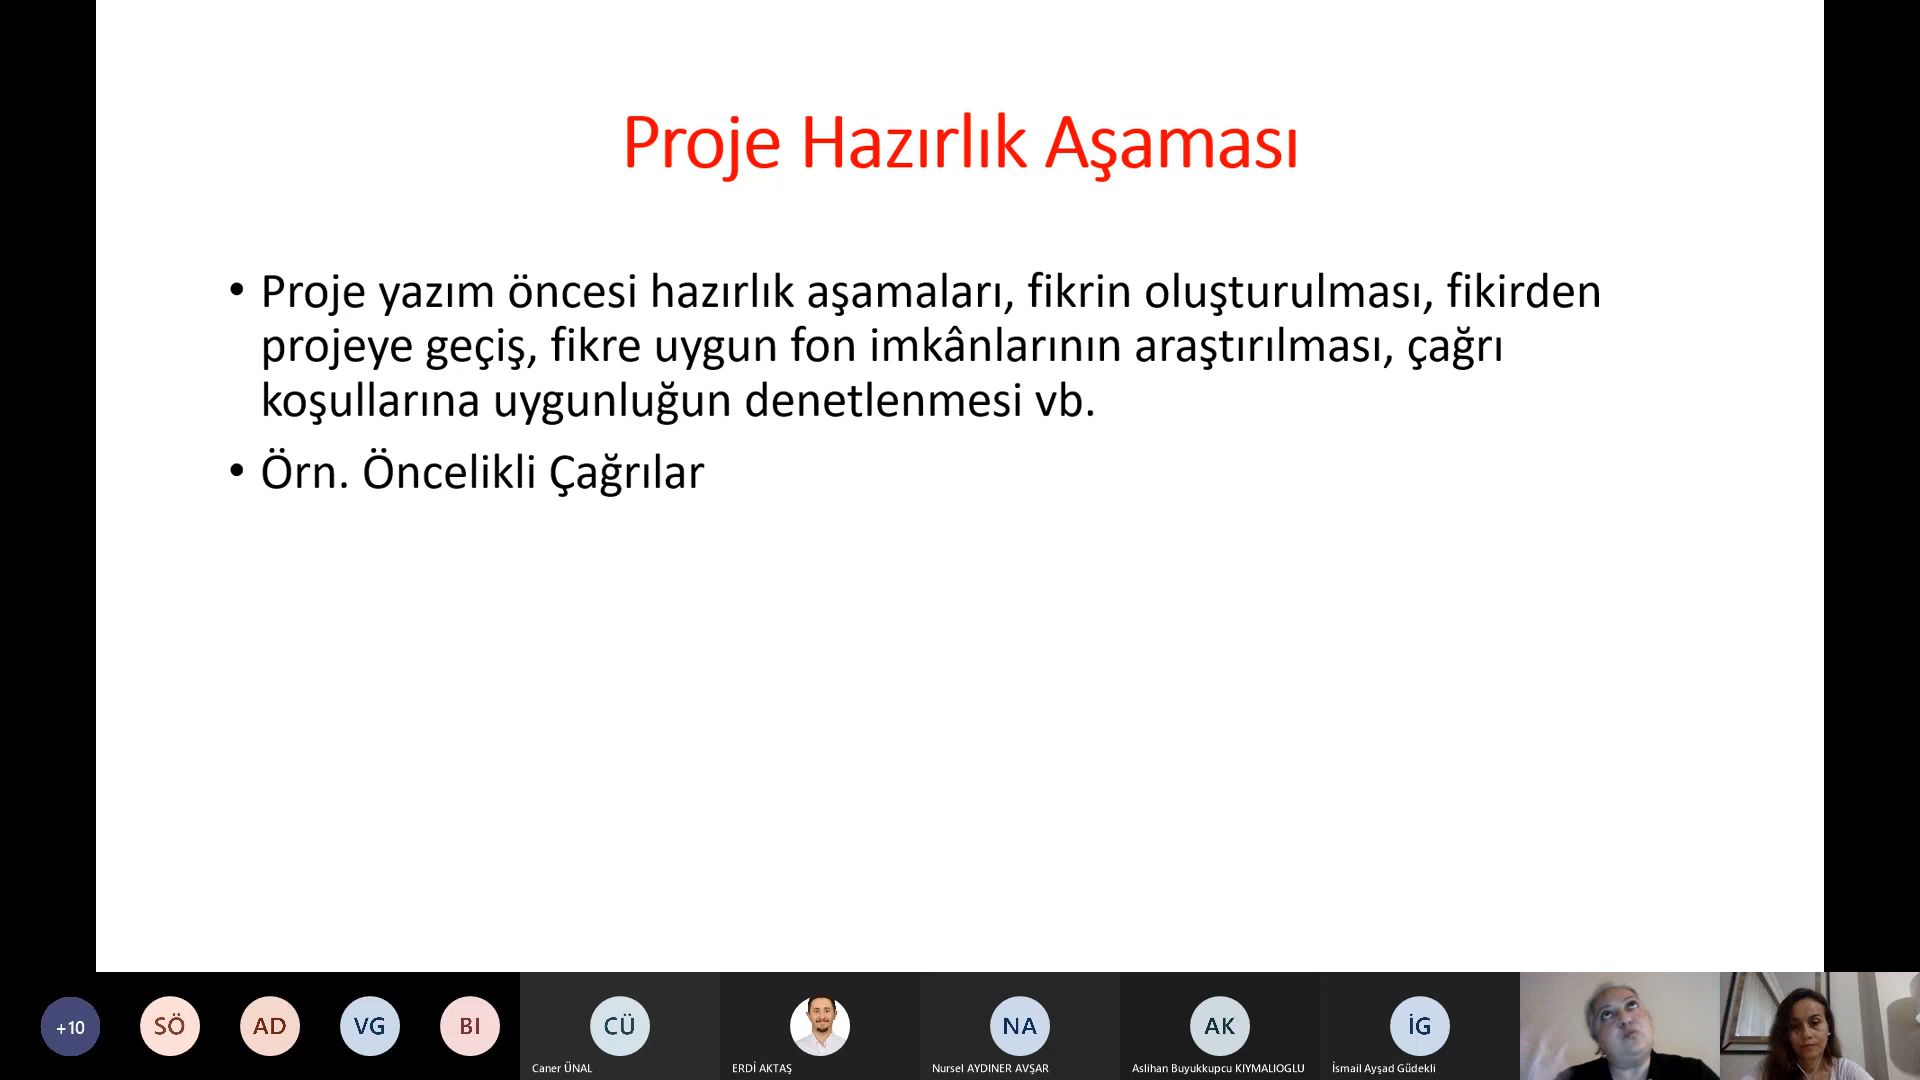 Proje Hazırlık Aşaması
• Proje yazım öncesi hazırlık aşamaları, fikrin oluşturulması, fikirden
projeye geçiş, fikre uygun fon imkânlarının araştırılması, çağrı
koşullarına uygunluğun denetlenmesi vb.
• Örn. Öncelikli Çağrılar
+10 SÖ AD VG BI CÜ NA AK İG
Caner ÜNAL ERDİ AKTAŞ Nursel AYDINER AVŞAR Aslihan Buyukkupcu KIYMALIOGLU İsmail Ayşad Güdekli